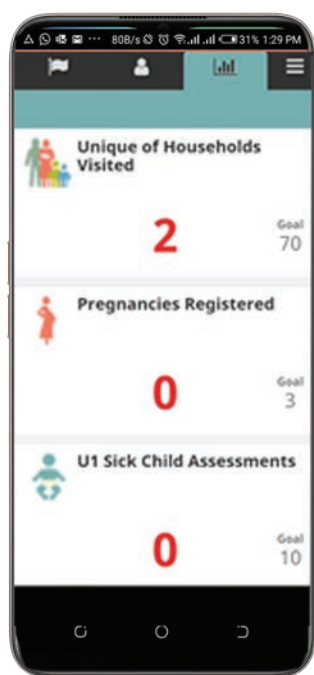 80B/s 31% 1:29 PM
Unique of Households
Visited
2
Goal
70
Pregnancies Registered
0
Goal
3
U1 Sick Child Assessments
0
Goal
10